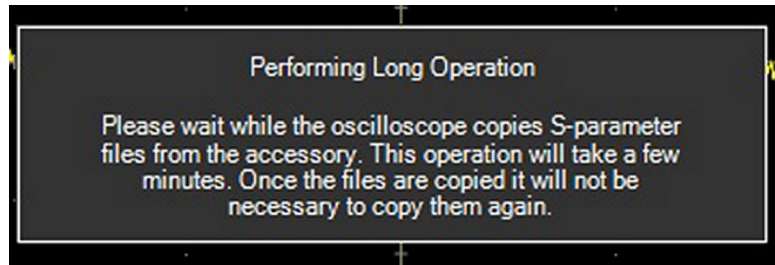 Performing Long Operation
Please wait while the oscilloscope copies S-parameter
files from the accessory. This operation will take a few
minutes. Once the files are copied it will not be
necessary to copy them again.